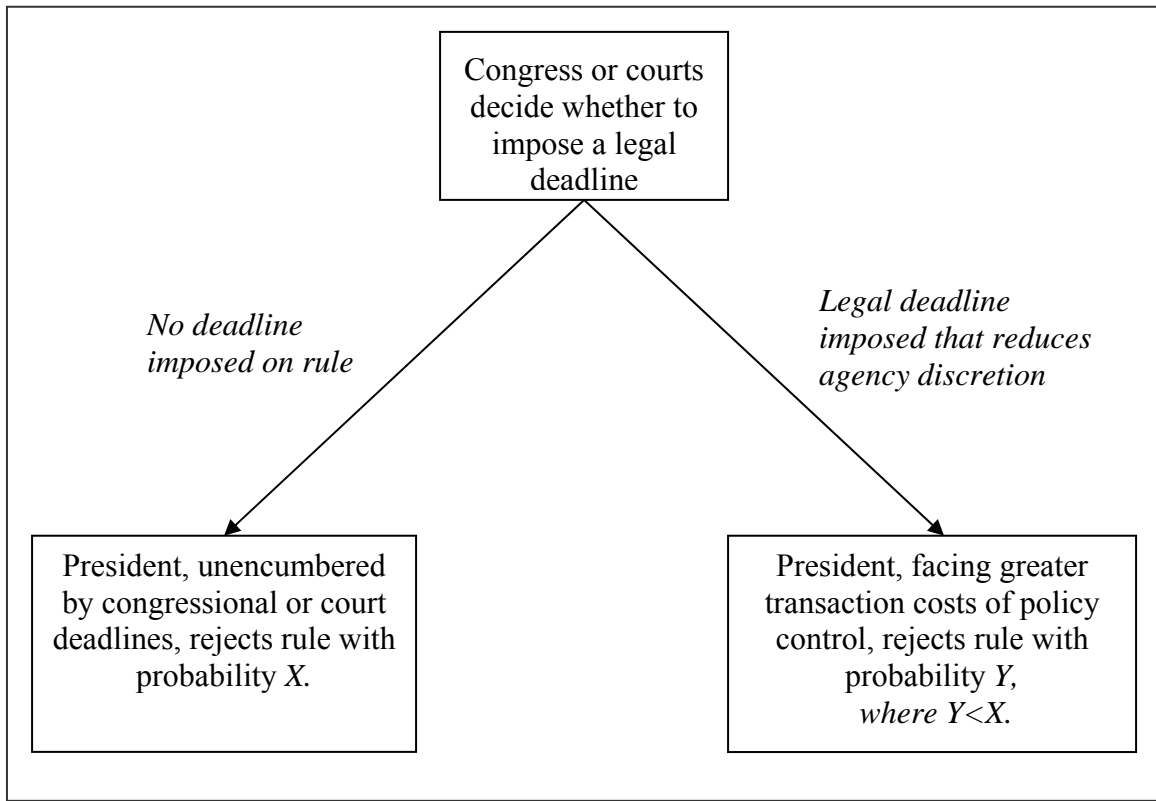 Congress or courts
decide whether to
impose a legal
deadline
No deadline
imposed on rule
Legal deadline
imposed that reduces
agency discretion
President, unencumbered
by congressional or court
deadlines, rejects rule with
probability X.
President, facing greater
transaction costs of policy
control, rejects rule with
probability Y,
where Y<X.